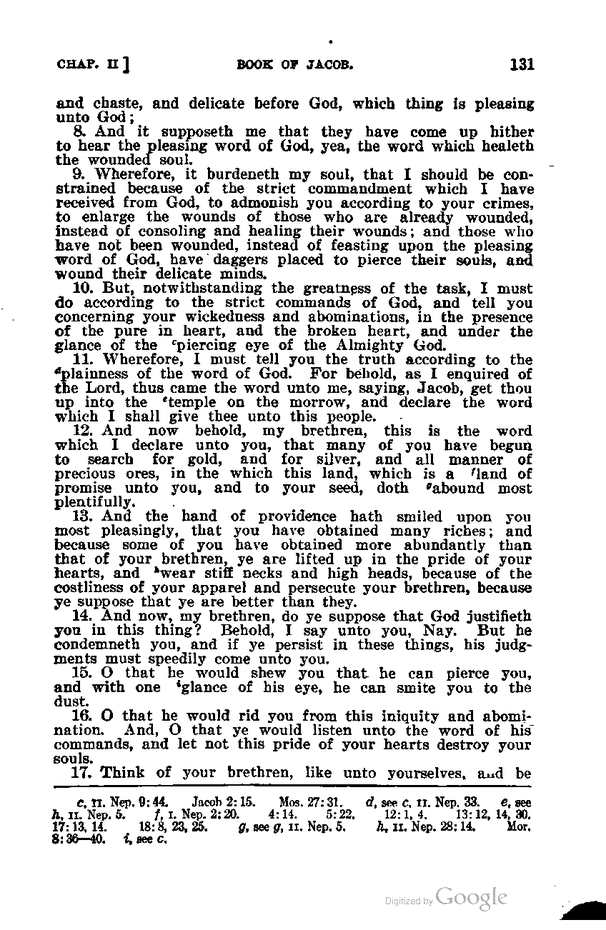 CHAP. II] BOOK OF JACOB. 131
and chaste, and delicate before God, which thing is pleasing
unto God;
8. And it supposeth me that they have come up hither
to hear the pleasing word of God, yea, the word which healeth
the wounded soul.
9. Wherefore, it burdeneth my soul, that I should be con-
strained because of the strict commandment which I have
received from God, to admonish you according to your crimes,
to enlarge the wounds of those who are already wounded,
instead of consoling and healing their wounds; and those who
have not been wounded, instead of feasting upon the pleasing
word of God, have daggers placed to pierce their souls, and
wound their delicate minds.
10. But, notwithstanding the greatness of the task, I must
do according to the strict commands of God, and tell you
concerning your wickedness and abominations, in the presence
of the pure in heart, and the broken heart, and under the
glance of the cpiercing eye of the Almighty God.
11. Wherefore, I must tell you the truth according to the
dplainness of the word of God. For behold, as I enquired of
the Lord, thus came the word unto me, saying, Jacob, get thou
up into the etemple on the morrow, and declare the word
which I shall give thee unto this people.
12. And now behold, my brethren, this is the word
which I declare unto you, that many of you have begun
to search for gold, and for silver, and all manner of
precious ores, in the which this land, which is a fland of
promise unto you, and to your seed, doth gabound most
plentifully.
13. And the hand of providence hath smiled upon you
most pleasingly, that you have obtained many riches; and
because some of you have obtained more abundantly than
that of your brethren, ye are lifted up in the pride of your
hearts, and hwear stiff necks and high heads, because of the
costliness of your apparel and persecute your brethren, because
ye suppose that ye are better than they.
14. And now, my brethren, do ye suppose that God justifieth
you in this thing? Behold, I say unto you, Nay. But he
condemneth you, and if ye persist in these things, his judg-
ments must speedily come unto you.
15. O that he would shew you that he can pierce you,
and with one iglance of his eye, he can smite you to the
dust.
16. O that he would rid you from this iniquity and abomi-
nation. And, O that ye would listen unto the word of his
commands, and let not this pride of your hearts destroy your
souls.
17. Think of your brethren, like unto yourselves, and be
c, II. Nep. 9:44. Jacob 2:15. Mos. 27:31. d, see c, II. Nep. 33. e, see
h, II. Nep. 5. f, I. Nep. 2:20. 4:14. 5:22. 12:1, 4. 13:12, 14, 30.
17:13, 14. 18:8, 23, 25. g, see g, II. Nep. 5. h, II. Nep. 28:14. Mor.
8:36—40. i, see c.
Digitized by Google